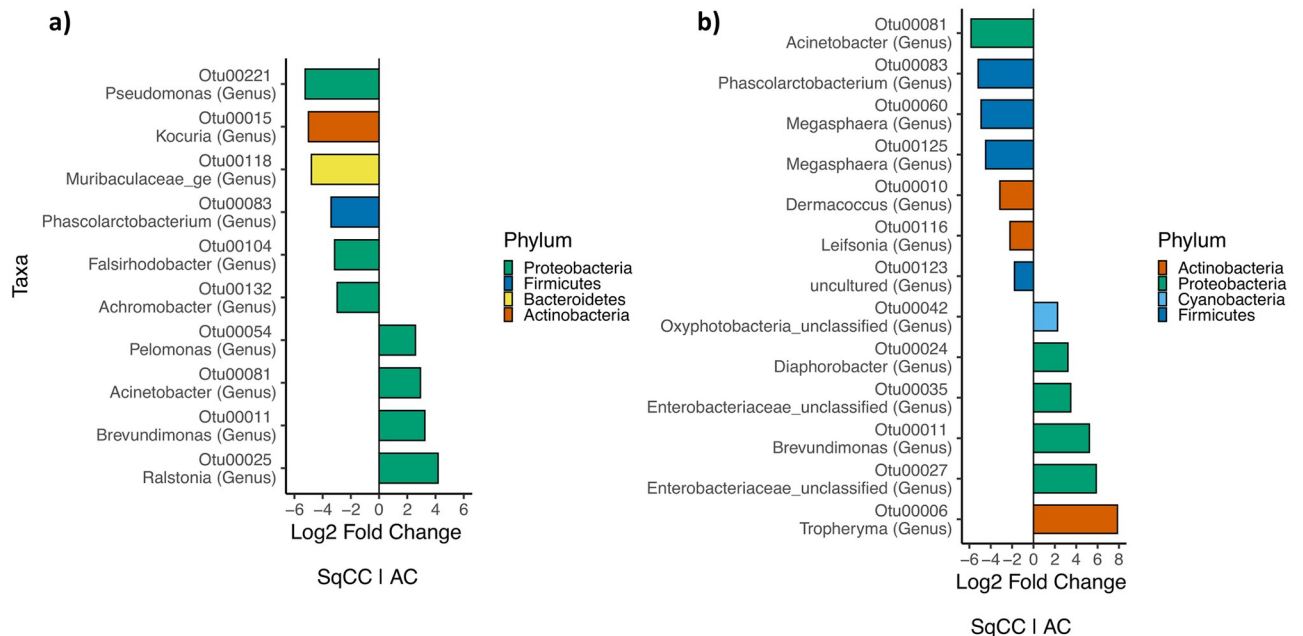 a)
Taxa
Otu00221
Pseudomonas (Genus)
Otu00015
Kocuria (Genus)
Otu00118
Muribaculaceae_ge (Genus)
Otu00083
Phascolarctobacterium (Genus)
Otu00104
Falsirhodobacter (Genus)
Otu00132
Achromobacter (Genus)
Otu00054
Pelomonas (Genus)
Otu00081
Acinetobacter (Genus)
Otu00011
Brevundimonas (Genus)
Otu00025
Ralstonia (Genus)
−6 −4 −2 0 2 4 6
Log2 Fold Change
SqCC | AC
Phylum
Proteobacteria
Firmicutes
Bacteroidetes
Actinobacteria
b)
Otu00081
Acinetobacter (Genus)
Otu00083
Phascolarctobacterium (Genus)
Otu00060
Megasphaera (Genus)
Otu00125
Megasphaera (Genus)
Otu00010
Dermacoccus (Genus)
Otu00116
Leifsonia (Genus)
Otu00123
uncultured (Genus)
Otu00042
Oxyphotobacteria_unclassified (Genus)
Otu00024
Diaphorobacter (Genus)
Otu00035
Enterobacteriaceae_unclassified (Genus)
Otu00011
Brevundimonas (Genus)
Otu00027
Enterobacteriaceae_unclassified (Genus)
Otu00006
Tropheryma (Genus)
−6 −4 −2 0 2 4 6 8
Log2 Fold Change
SqCC | AC
Phylum
Actinobacteria
Proteobacteria
Cyanobacteria
Firmicutes